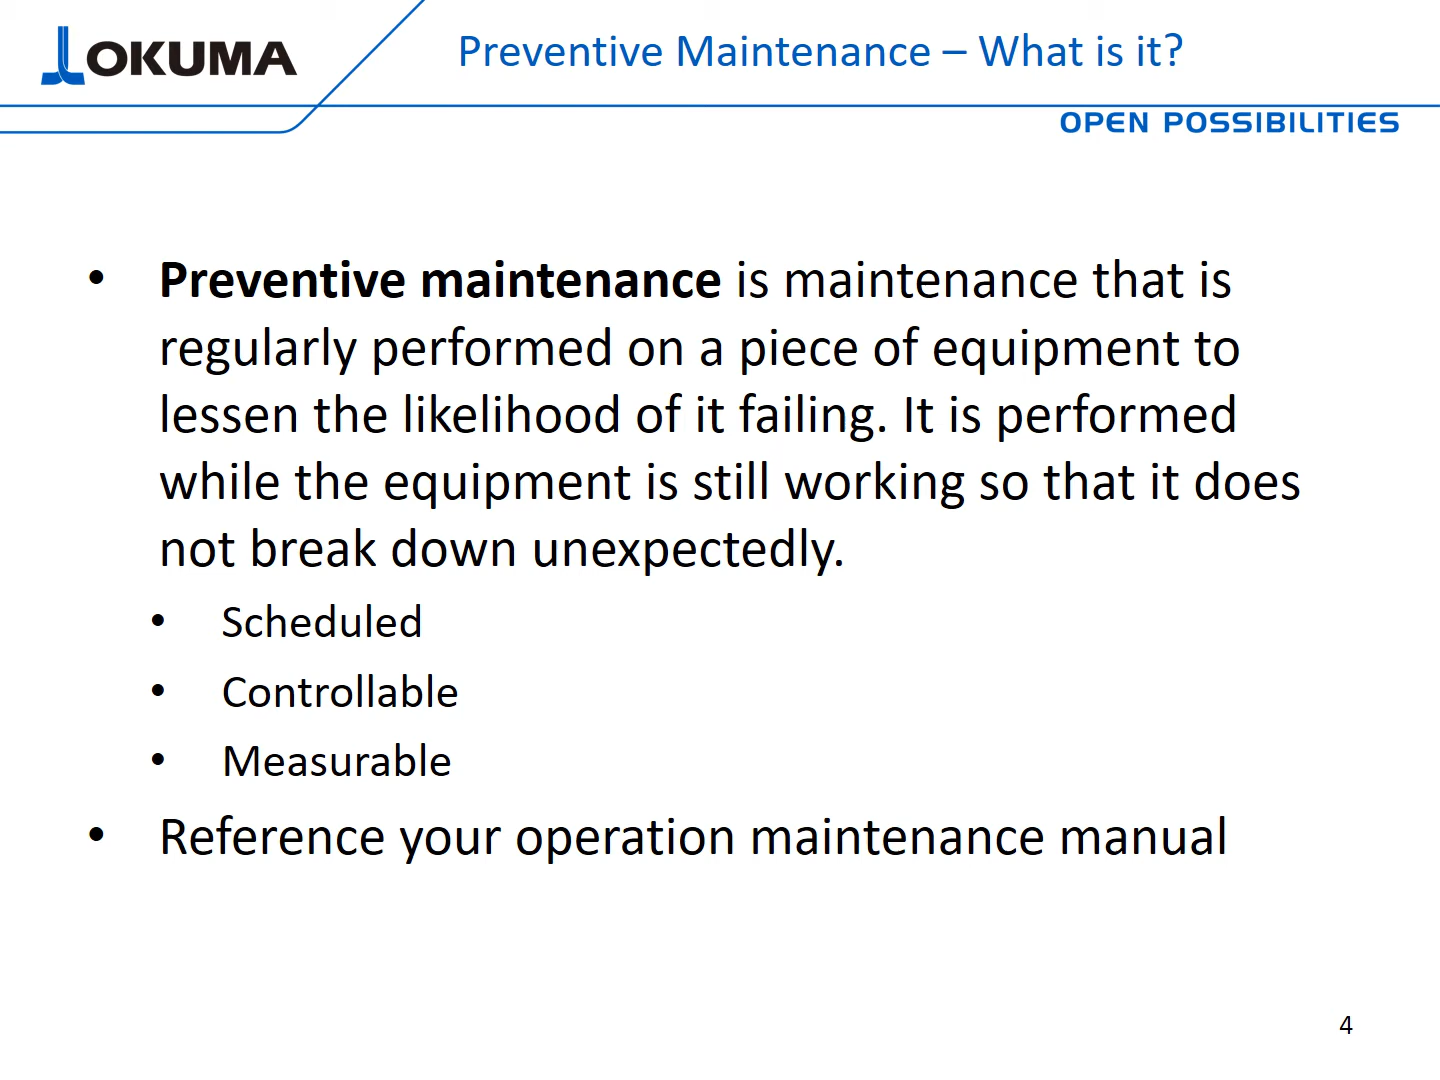 OKUMA
Preventive Maintenance – What is it?
OPEN POSSIBILITIES
• Preventive maintenance is maintenance that is
regularly performed on a piece of equipment to
lessen the likelihood of it failing. It is performed
while the equipment is still working so that it does
not break down unexpectedly.
• Scheduled
• Controllable
• Measurable
• Reference your operation maintenance manual
4